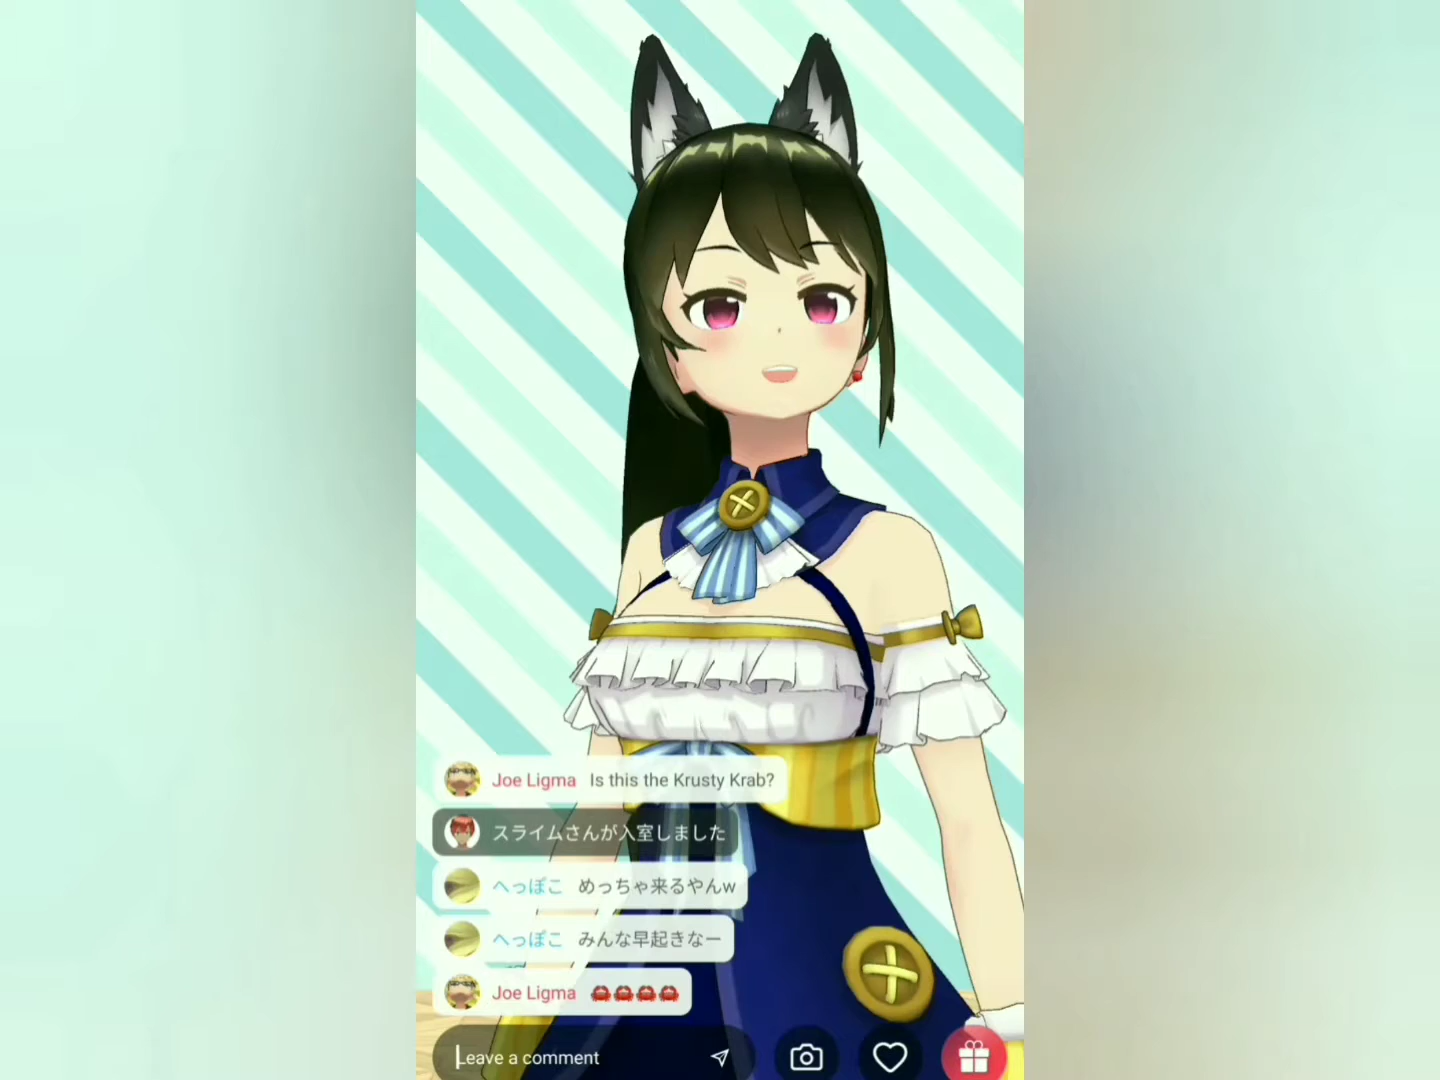 Joe Ligma Is this the Krusty Krab?
スライムさんが入室しました
へっぽこ めっちゃ来るやんw
へっぽこ みんな早起きなー
Joe Ligma 🦀🦀🦀🦀
Leave a comment